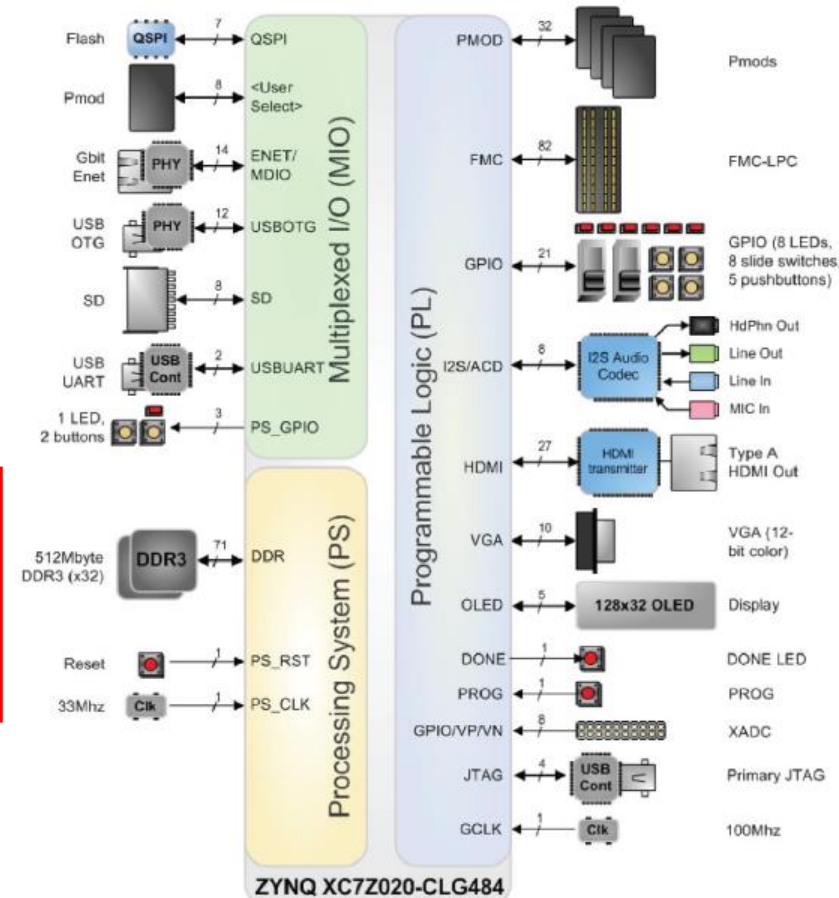 Flash
QSPI
7
QSPI
Pmod
8
<User
Select>
Gbit
Enet
PHY
14
ENET/
MDIO
USB
OTG
PHY
12
USBOTG
SD
8
SD
USB
UART
USB
Cont
2
USBUART
1 LED,
2 buttons
3
PS_GPIO
Multiplexed I/O (MIO)
512Mbyte
DDR3 (x32)
DDR3
71
DDR
Reset
1
PS_RST
33Mhz
Clk
1
PS_CLK
Processing System (PS)
Programmable Logic (PL)
PMOD
32
Pmods
FMC
82
FMC-LPC
GPIO
21
GPIO (8 LEDs,
8 slide switches,
5 pushbuttons)
I2S/ACD
8
I2S Audio
Codec
HdPhn Out
Line Out
Line In
MIC In
HDMI
27
HDMI
transmitter
Type A
HDMI Out
VGA
10
VGA (12-
bit color)
OLED
5
128x32 OLED
Display
DONE
1
DONE LED
PROG
1
PROG
GPIO/VP/VN
8
XADC
JTAG
4
USB
Cont
Primary JTAG
GCLK
1
Clk
100Mhz
ZYNQ XC7Z020-CLG484